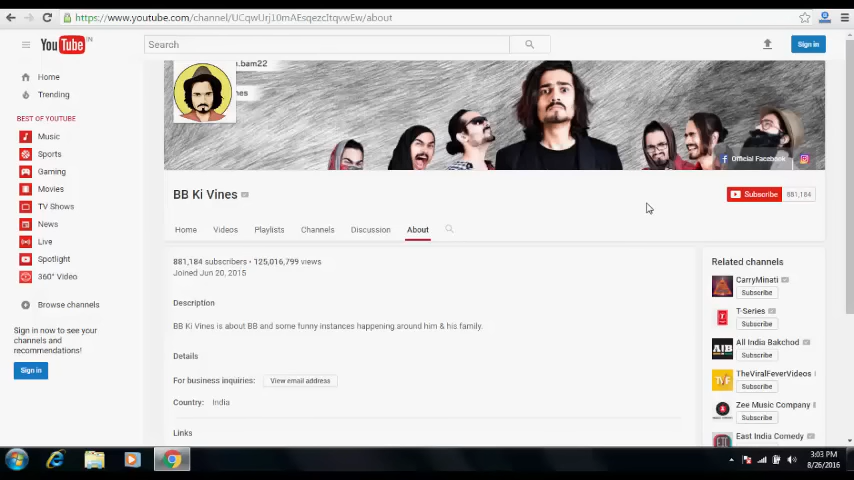 https://www.youtube.com/channel/UCqwUrj10mAEsqezcItqvwEw/about
YouTube IN
Search
Sign in
Home
Trending
BEST OF YOUTUBE
Music
Sports
Gaming
Movies
TV Shows
News
Live
Spotlight
360° Video
Browse channels
Sign in now to see your
channels and
recommendations!
Sign in
.bam22
nes
Official Facebook
BB Ki Vines
Subscribe 881,184
Home Videos Playlists Channels Discussion About
881,184 subscribers • 125,016,799 views
Joined Jun 20, 2015
Description
BB Ki Vines is about BB and some funny instances happening around him & his family.
Details
For business inquiries: View email address
Country: India
Links
Related channels
CarryMinati
Subscribe
T-Series
Subscribe
All India Bakchod
AIB
Subscribe
TheViralFeverVideos
Subscribe
Zee Music Company
Subscribe
East India Comedy
3:03 PM
8/26/2016